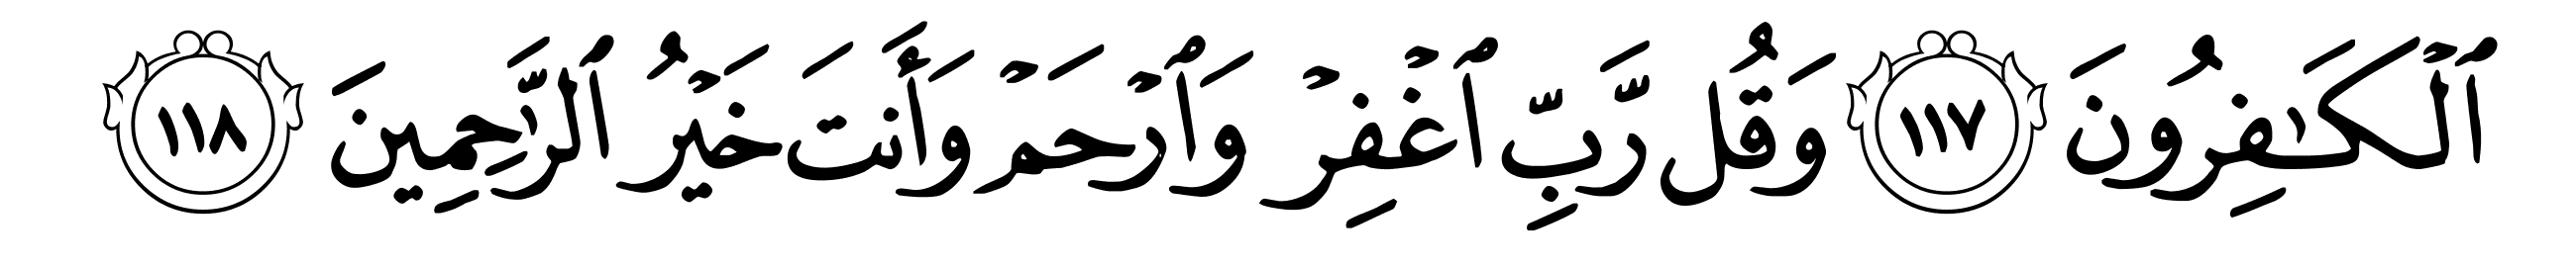 ٱلْكَـٰفِرُونَ ١١٧ وَقُل رَّبِّ ٱغْفِرْ وَٱرْحَمْ وَأَنتَ خَيْرُ ٱلرَّٰحِمِينَ ١١٨